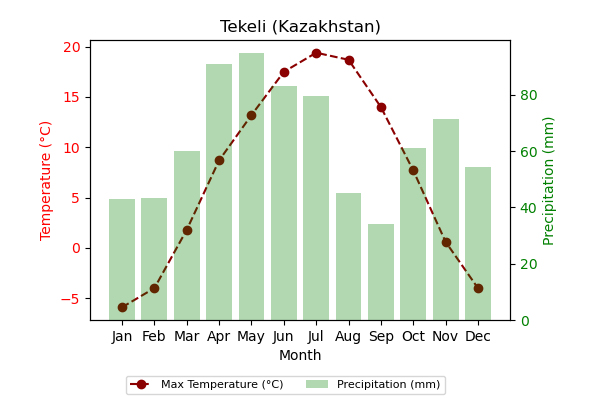 Tekeli (Kazakhstan)
20
15
10
5
0
−5
Temperature (°C)
80
60
40
20
0
Precipitation (mm)
Jan Feb Mar Apr May Jun Jul Aug Sep Oct Nov Dec
Month
Max Temperature (°C) Precipitation (mm)